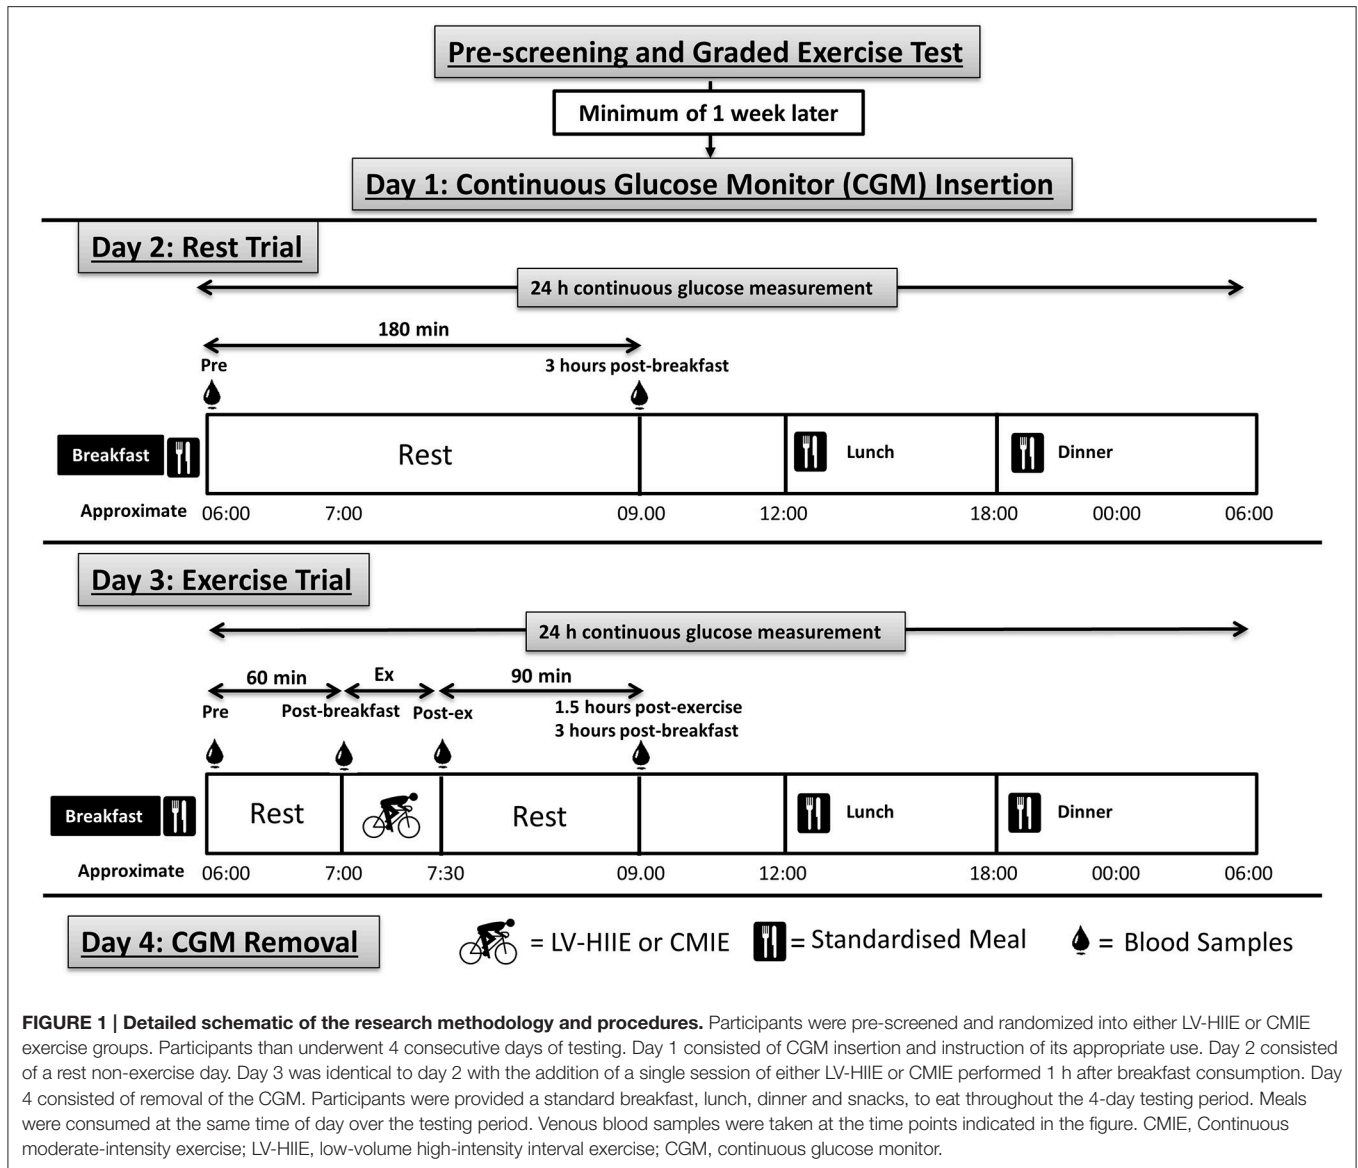 Pre-screening and Graded Exercise Test
Minimum of 1 week later
Day 1: Continuous Glucose Monitor (CGM) Insertion
Day 2: Rest Trial
24 h continuous glucose measurement
180 min
Pre
3 hours post-breakfast
Breakfast
Rest
Lunch
Dinner
Approximate 06:00 7:00 09.00 12:00 18:00 00:00 06:00
Day 3: Exercise Trial
24 h continuous glucose measurement
60 min Ex 90 min
Pre Post-breakfast Post-ex 1.5 hours post-exercise
3 hours post-breakfast
Breakfast Rest Rest Lunch Dinner
Approximate 06:00 7:00 7:30 09.00 12:00 18:00 00:00 06:00
Day 4: CGM Removal
= LV-HIIE or CMIE = Standardised Meal = Blood Samples
FIGURE 1 | Detailed schematic of the research methodology and procedures. Participants were pre-screened and randomized into either LV-HIIE or CMIE
exercise groups. Participants than underwent 4 consecutive days of testing. Day 1 consisted of CGM insertion and instruction of its appropriate use. Day 2 consisted
of a rest non-exercise day. Day 3 was identical to day 2 with the addition of a single session of either LV-HIIE or CMIE performed 1 h after breakfast consumption. Day
4 consisted of removal of the CGM. Participants were provided a standard breakfast, lunch, dinner and snacks, to eat throughout the 4-day testing period. Meals
were consumed at the same time of day over the testing period. Venous blood samples were taken at the time points indicated in the figure. CMIE, Continuous
moderate-intensity exercise; LV-HIIE, low-volume high-intensity interval exercise; CGM, continuous glucose monitor.